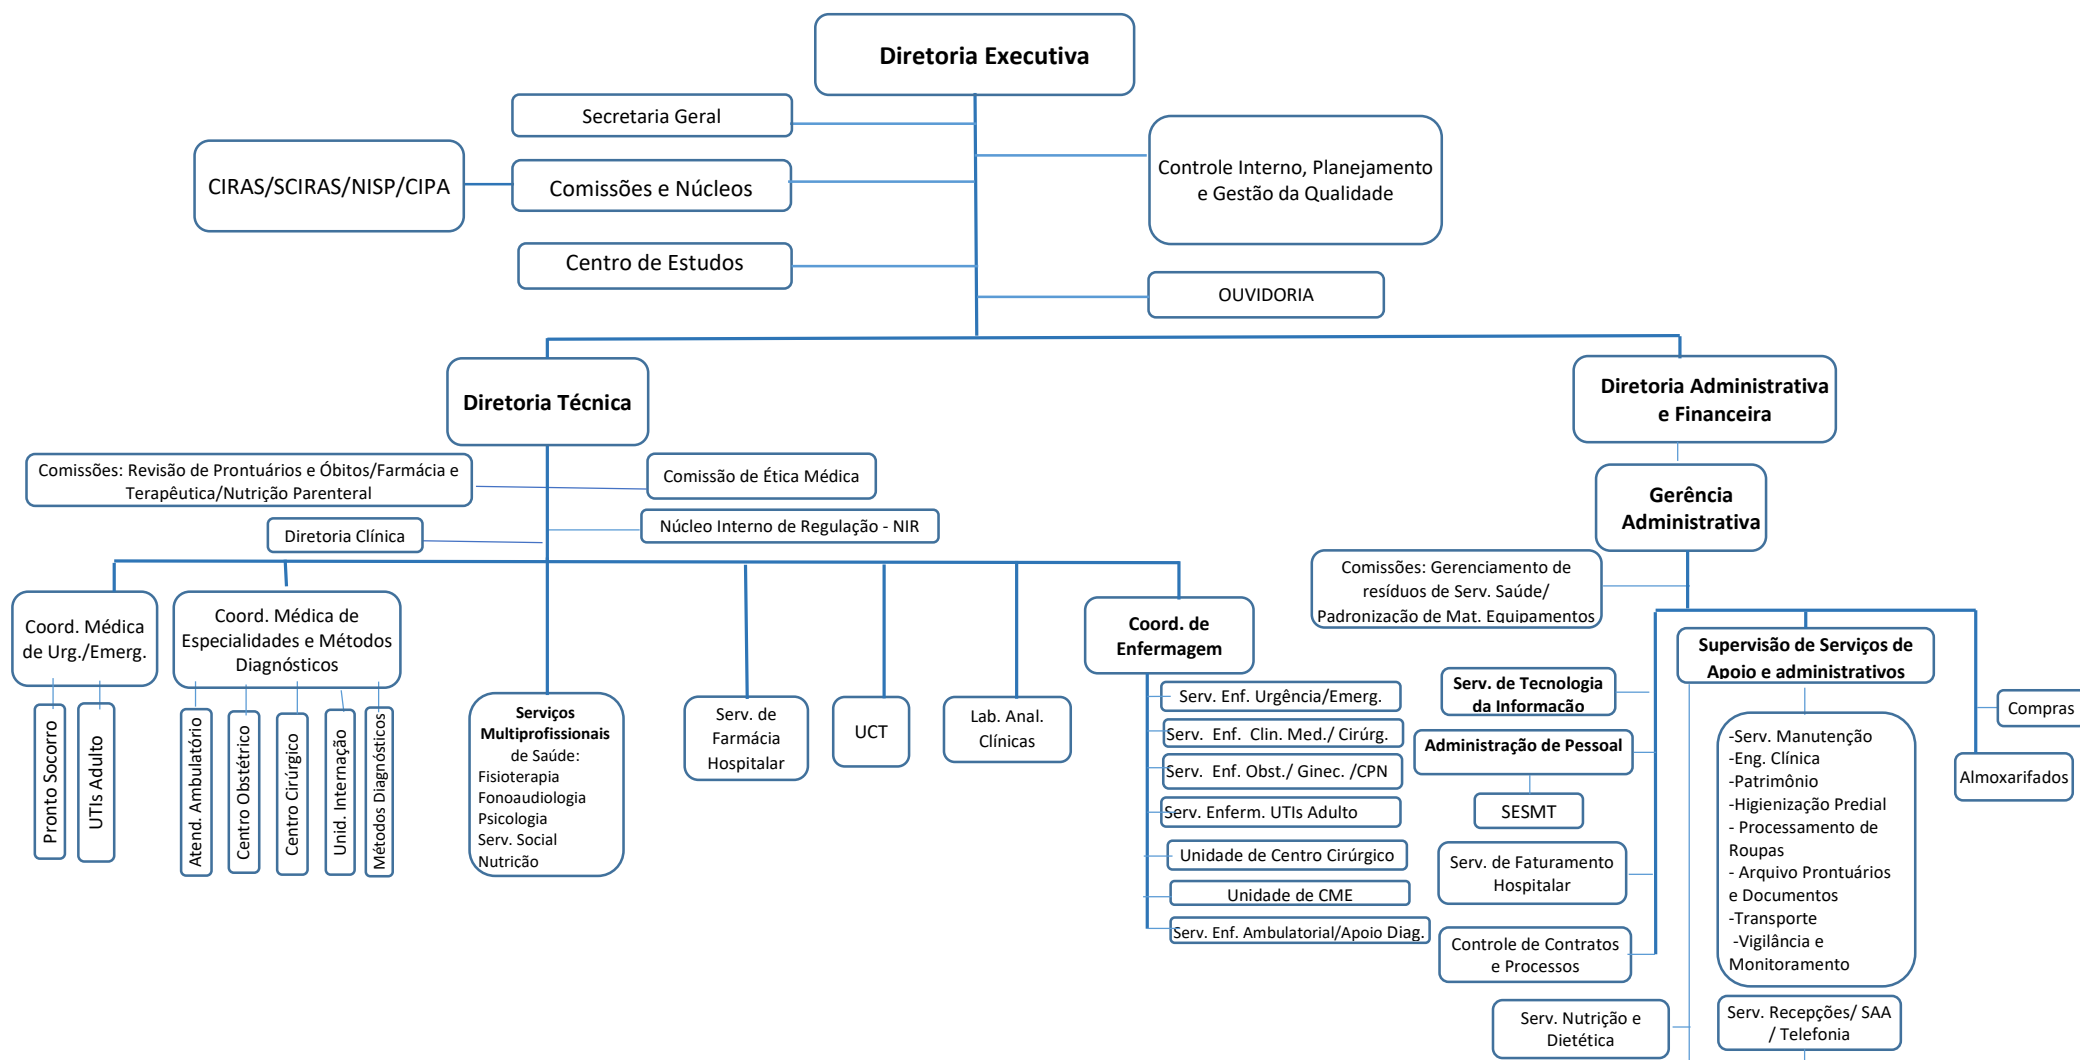 Diretoria Executiva
Secretaria Geral
CIRAS/SCIRAS/NISP/CIPA
Comissões e Núcleos
Controle Interno, Planejamento
e Gestão da Qualidade
Centro de Estudos
OUVIDORIA
Diretoria Técnica
Diretoria Administrativa
e Financeira
Comissões: Revisão de Prontuários e Óbitos/Farmácia e
Terapêutica/Nutrição Parenteral
Comissão de Ética Médica
Gerência
Administrativa
Diretoria Clínica
Núcleo Interno de Regulação - NIR
Comissões: Gerenciamento de
resíduos de Serv. Saúde/
Padronização de Mat. Equipamentos
Coord. Médica
de Urg./Emerg.
Coord. Médica de
Especialidades e Métodos
Diagnósticos
Coord. de
Enfermagem
Supervisão de Serviços de
Apoio e administrativos
Pronto Socorro
UTIs Adulto
Atend. Ambulatório
Centro Obstétrico
Centro Cirúrgico
Unid. Internação
Métodos Diagnósticos
Serviços
Multiprofissionais
de Saúde:
Fisioterapia
Fonoaudiologia
Psicologia
Serv. Social
Nutrição
Serv. de
Farmácia
Hospitalar
UCT
Lab. Anal.
Clínicas
Serv. Enf. Urgência/Emerg.
Serv.  Enf.  Clin. Med./ Cirúrg.
Serv.  Enf. Obst./ Ginec. /CPN
Serv. Enferm. UTIs Adulto
Unidade de Centro Cirúrgico
Unidade de CME
Serv. Enf. Ambulatorial/Apoio Diag.
Serv. de Tecnologia
da Informacão
Administração de Pessoal
SESMT
Serv. de Faturamento
Hospitalar
Controle de Contratos
e Processos
Serv. Nutrição e
Dietética
-Serv. Manutenção
-Eng. Clínica
-Patrimônio
-Higienização Predial
- Processamento de
Roupas
- Arquivo Prontuários
e Documentos
-Transporte
-Vigilância e
Monitoramento
Serv. Recepções/ SAA
/ Telefonia
Compras
Almoxarifados